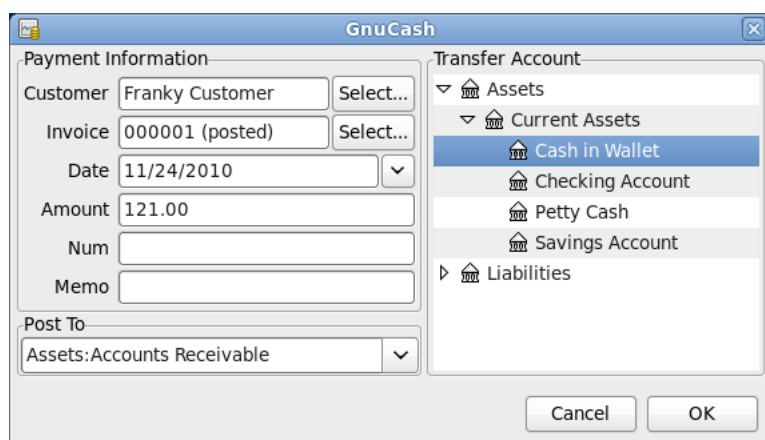 GnuCash
Payment Information
Customer Franky Customer Select...
Invoice 000001 (posted) Select...
Date 11/24/2010
Amount 121.00
Num
Memo
Post To
Assets:Accounts Receivable
Transfer Account
Assets
Current Assets
Cash in Wallet
Checking Account
Petty Cash
Savings Account
Liabilities
Cancel OK